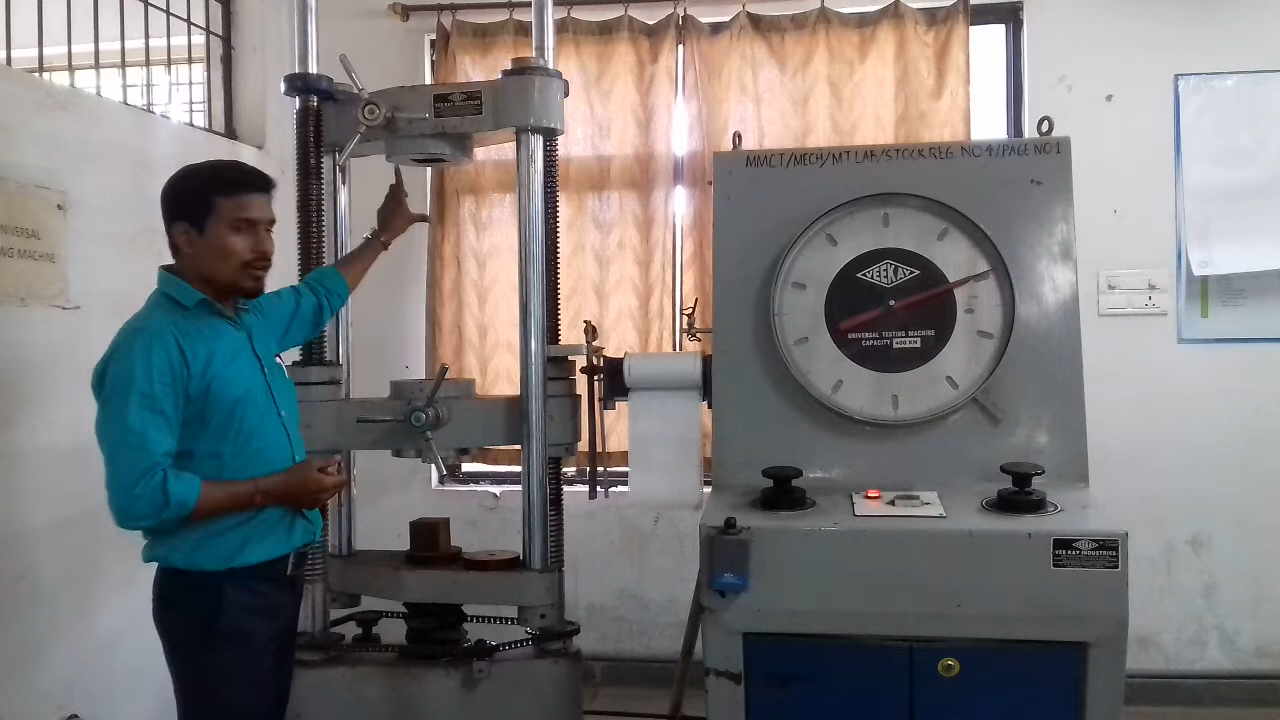 MMCT/MECH/MT LAB/STOCK REG. NO 4/PAGE NO 1
VEEKAY
VEE KAY INDUSTRIES
UNIVERSAL
MACHINE
VEEKAY
UNIVERSAL TESTING MACHINE
CAPACITY 400 KN
VEEKAY
VEE KAY INDUSTRIES